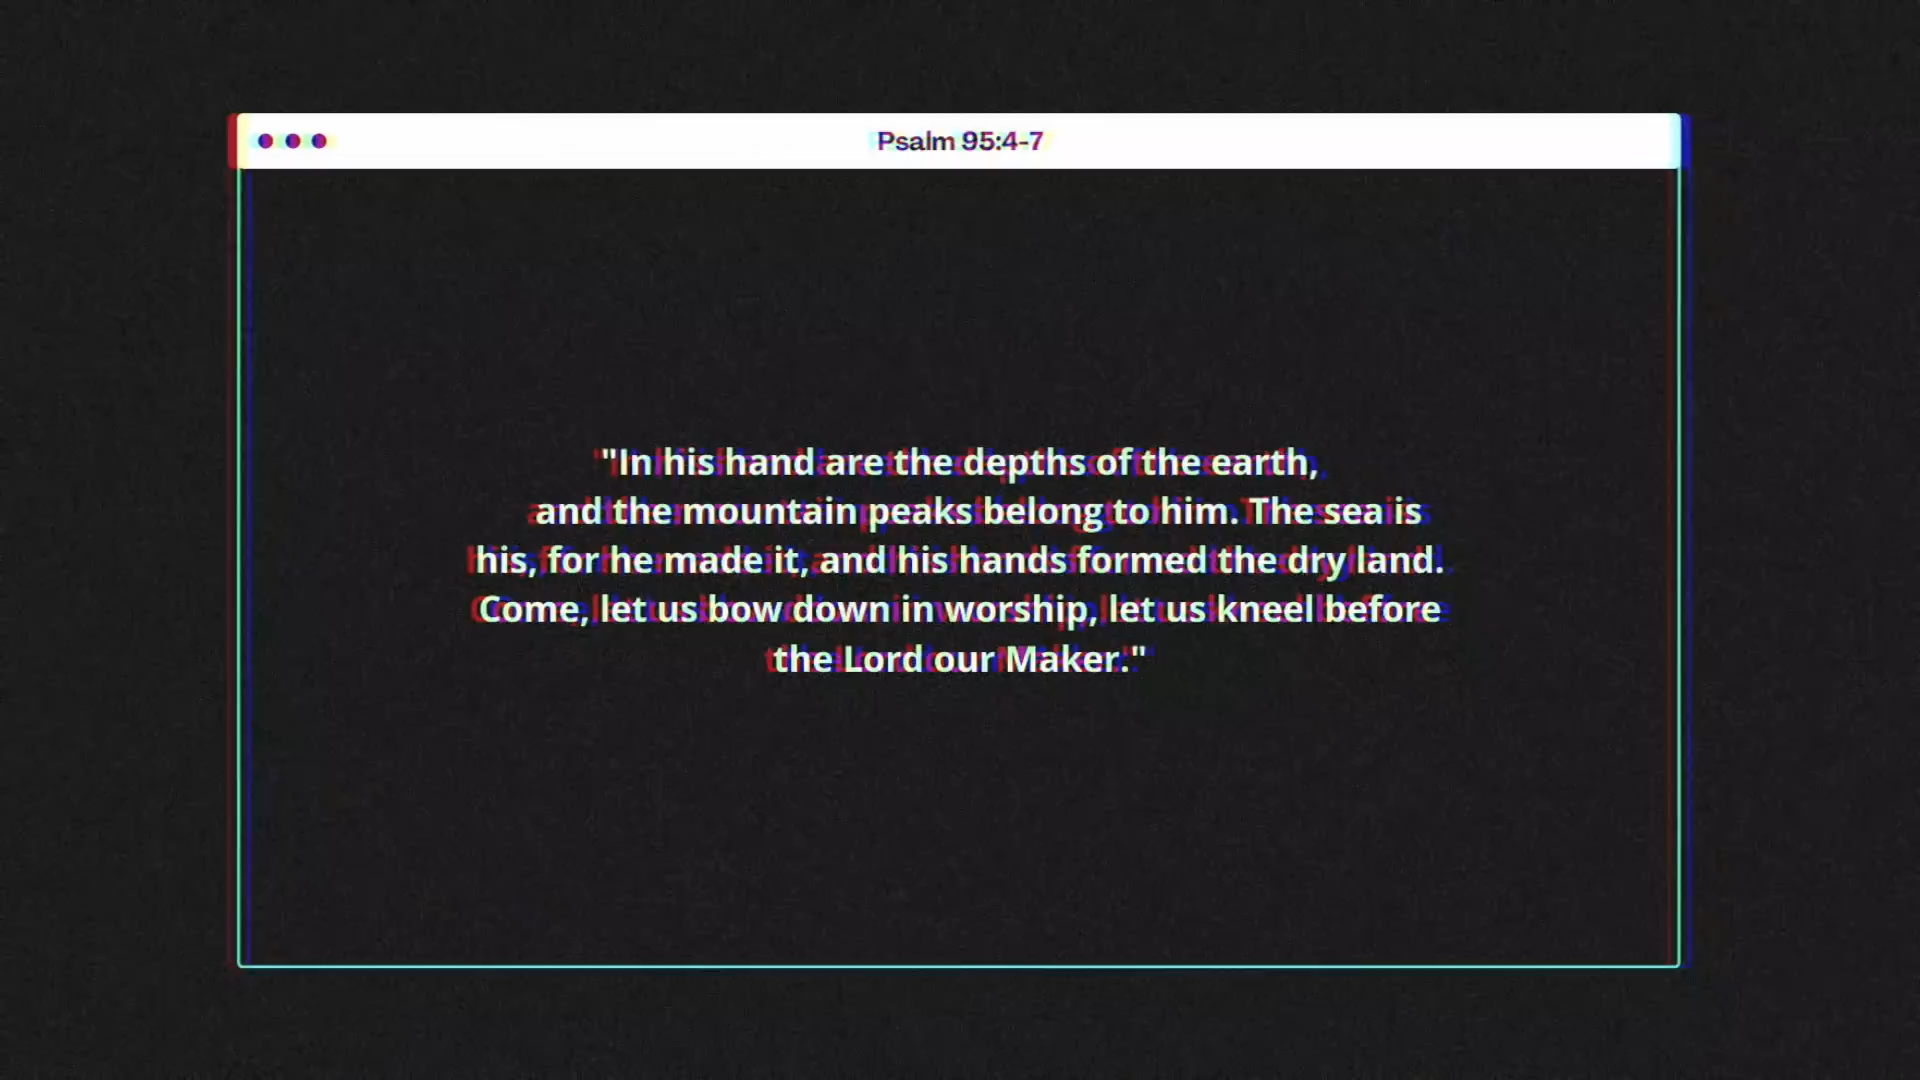 Psalm 95:4-7
"In his hand are the depths of the earth,
and the mountain peaks belong to him. The sea is
his, for he made it, and his hands formed the dry land.
Come, let us bow down in worship, let us kneel before
the Lord our Maker."